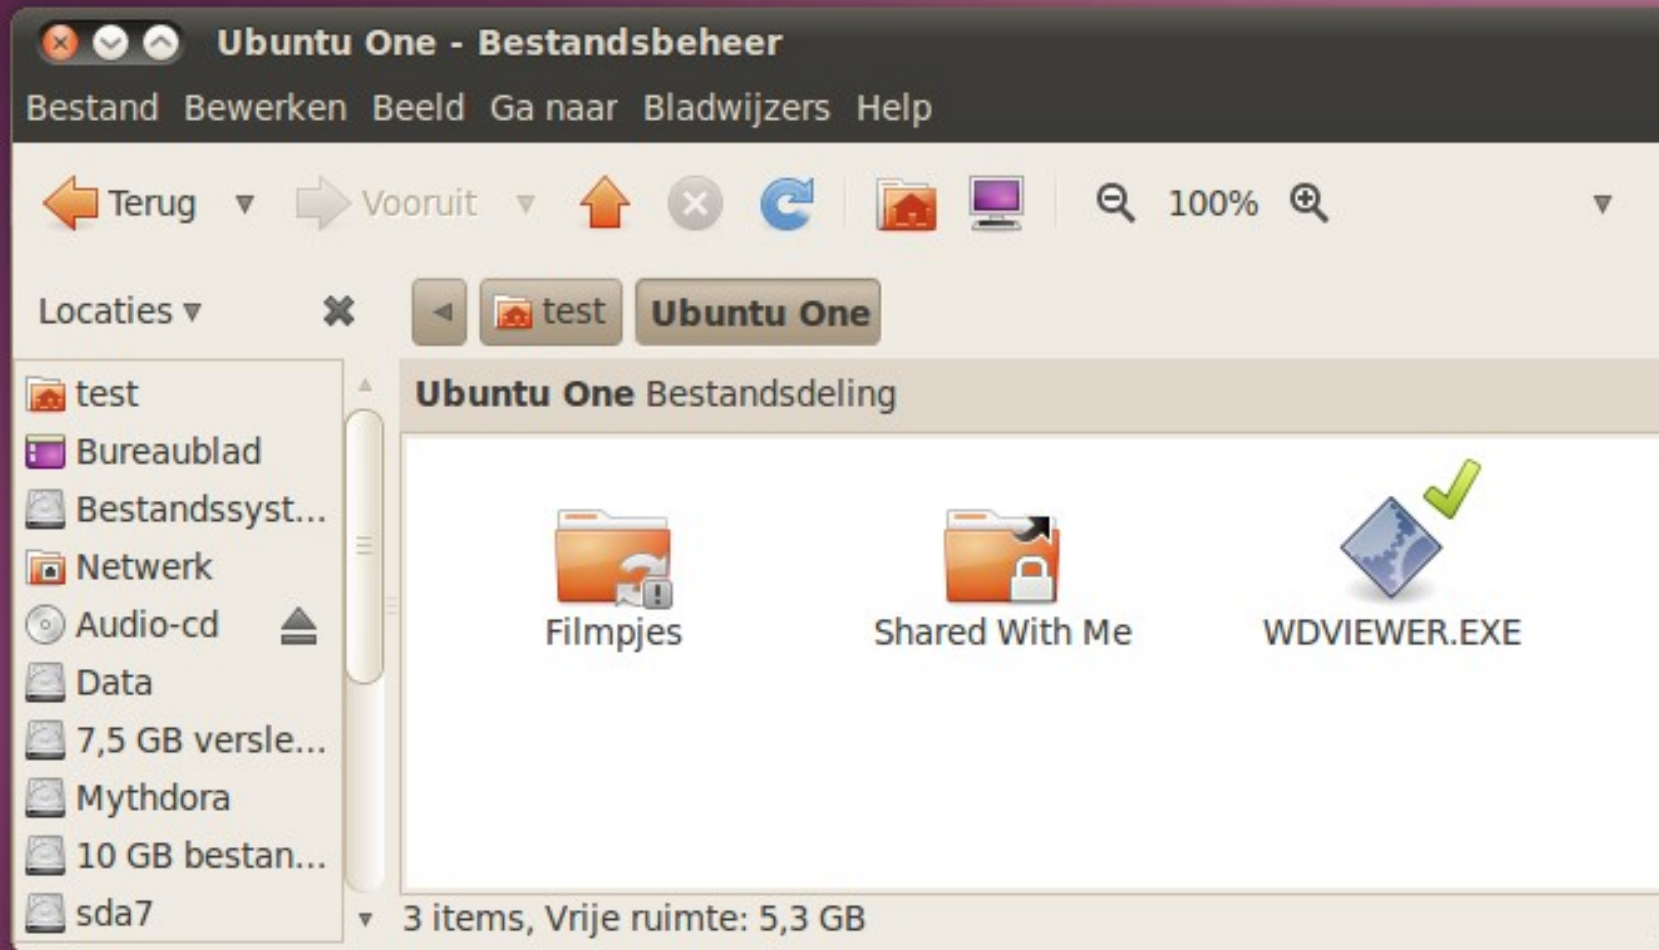 Ubuntu One - Bestandsbeheer
Bestand Bewerken Beeld Ga naar Bladwijzers Help
Terug Vooruit 100%
Locaties test Ubuntu One
Ubuntu One Bestandsdeling
test
Bureaublad
Bestandssyst...
Netwerk
Audio-cd
Data
7,5 GB versle...
Mythdora
10 GB bestan...
sda7
Filmpjes Shared With Me WDVIEWER.EXE
3 items, Vrije ruimte: 5,3 GB